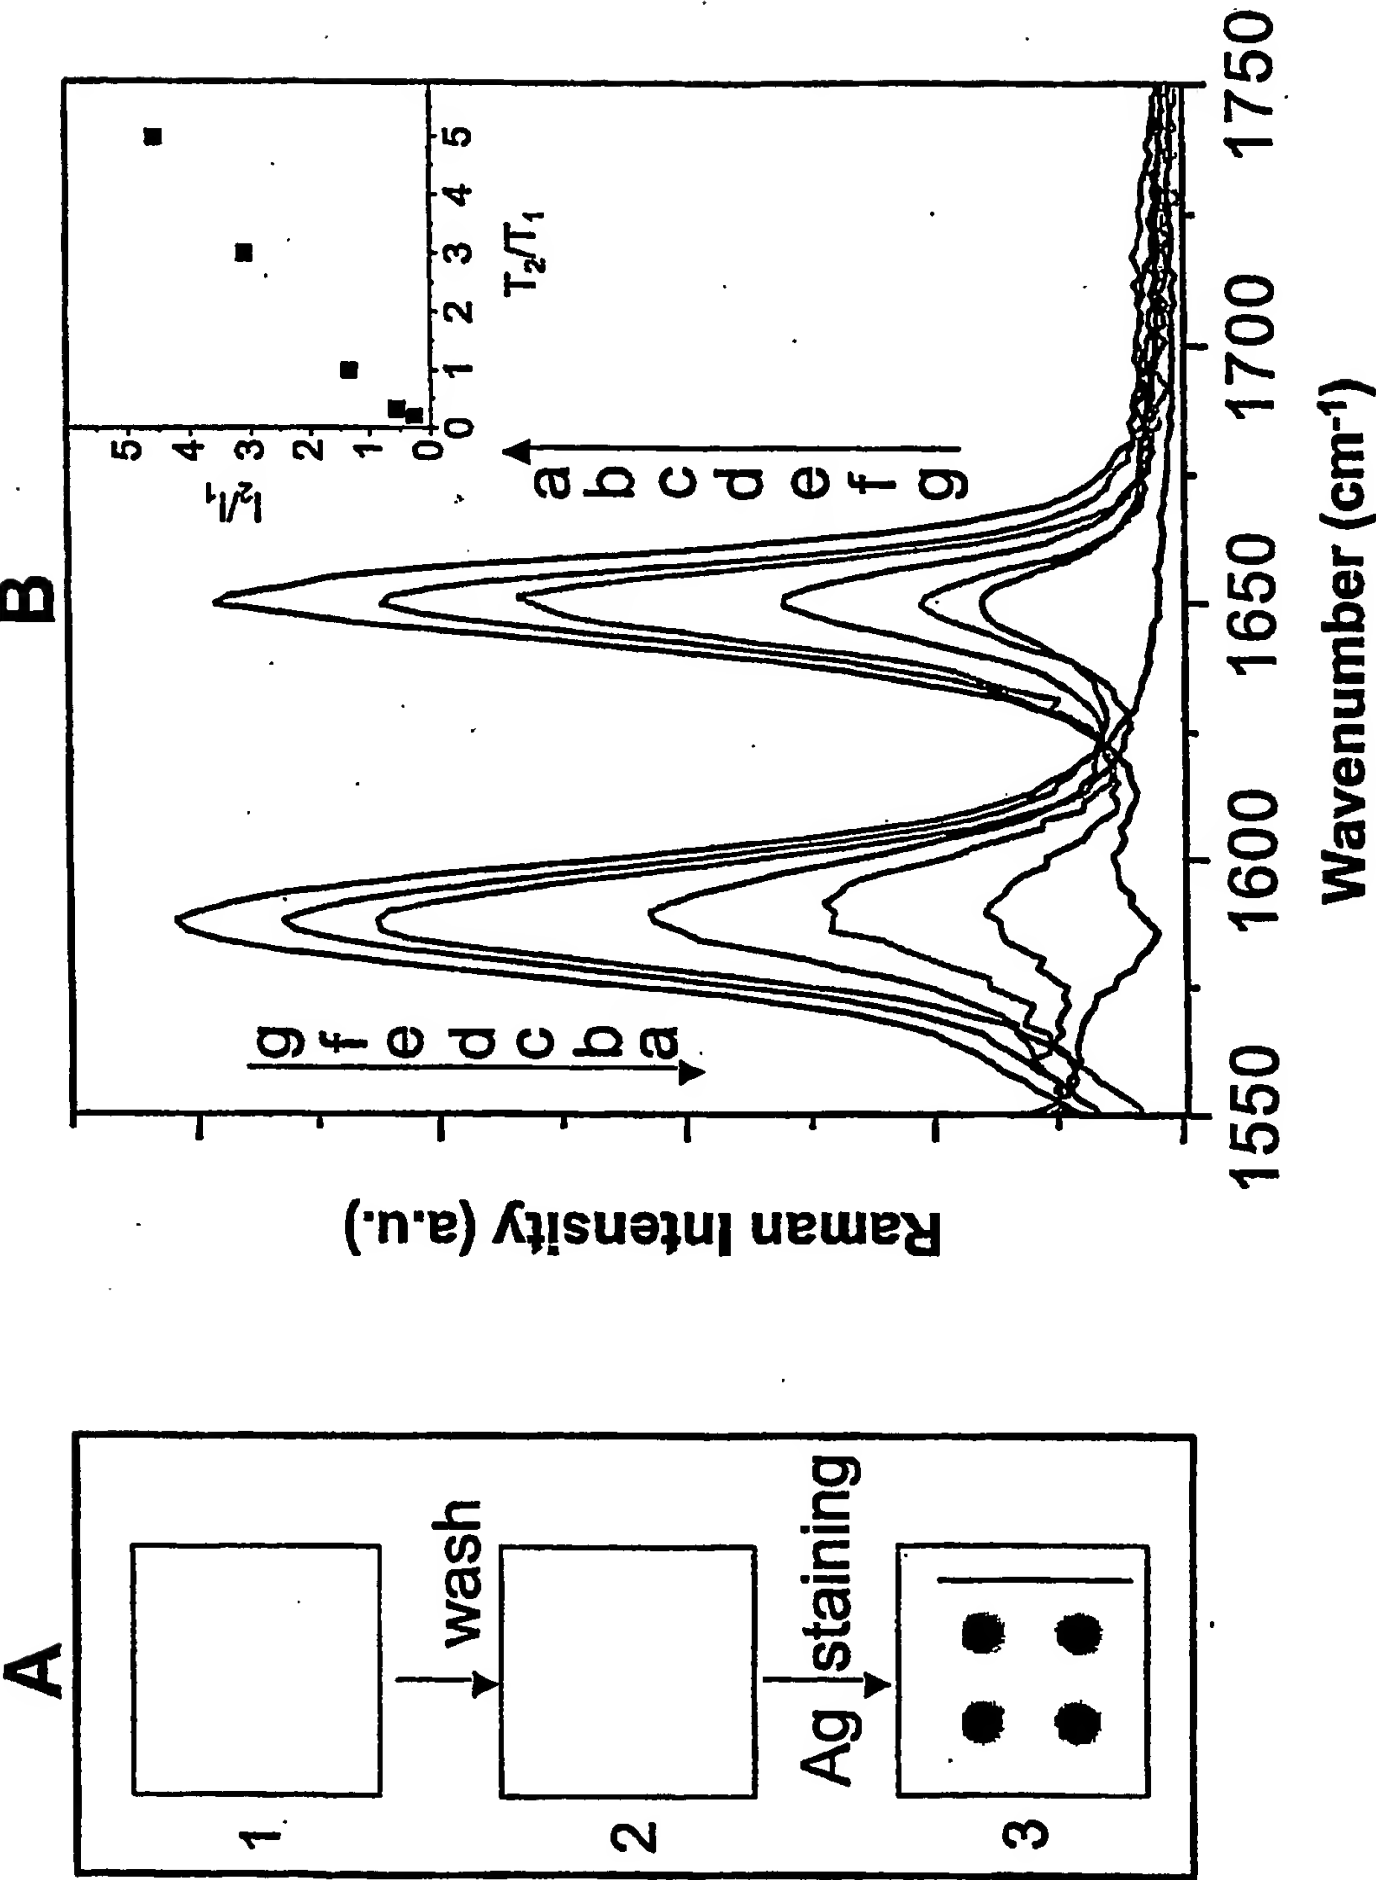 A
1
wash
2
Ag staining
3
B
Raman Intensity (a.u.)
g
f
e
d
c
b
a
I₂/I₁
5
4
3
2
1
0
0 1 2 3 4 5
T₂/T₁
a
b
c
d
e
f
g
1550 1600 1650 1700 1750
Wavenumber (cm⁻¹)